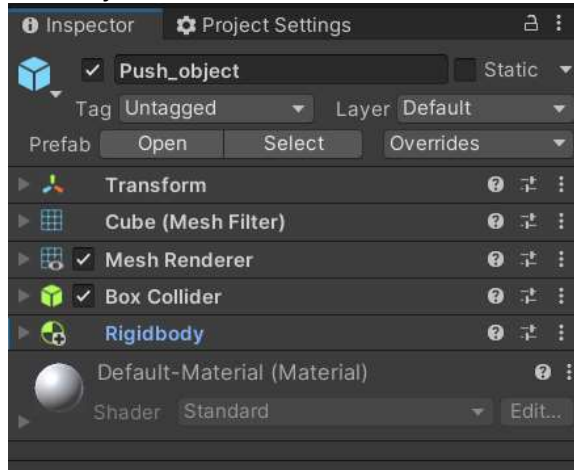 Inspector Project Settings
Push_object Static
Tag Untagged Layer Default
Prefab Open Select Overrides
Transform
Cube (Mesh Filter)
Mesh Renderer
Box Collider
Rigidbody
Default-Material (Material)
Shader Standard Edit...